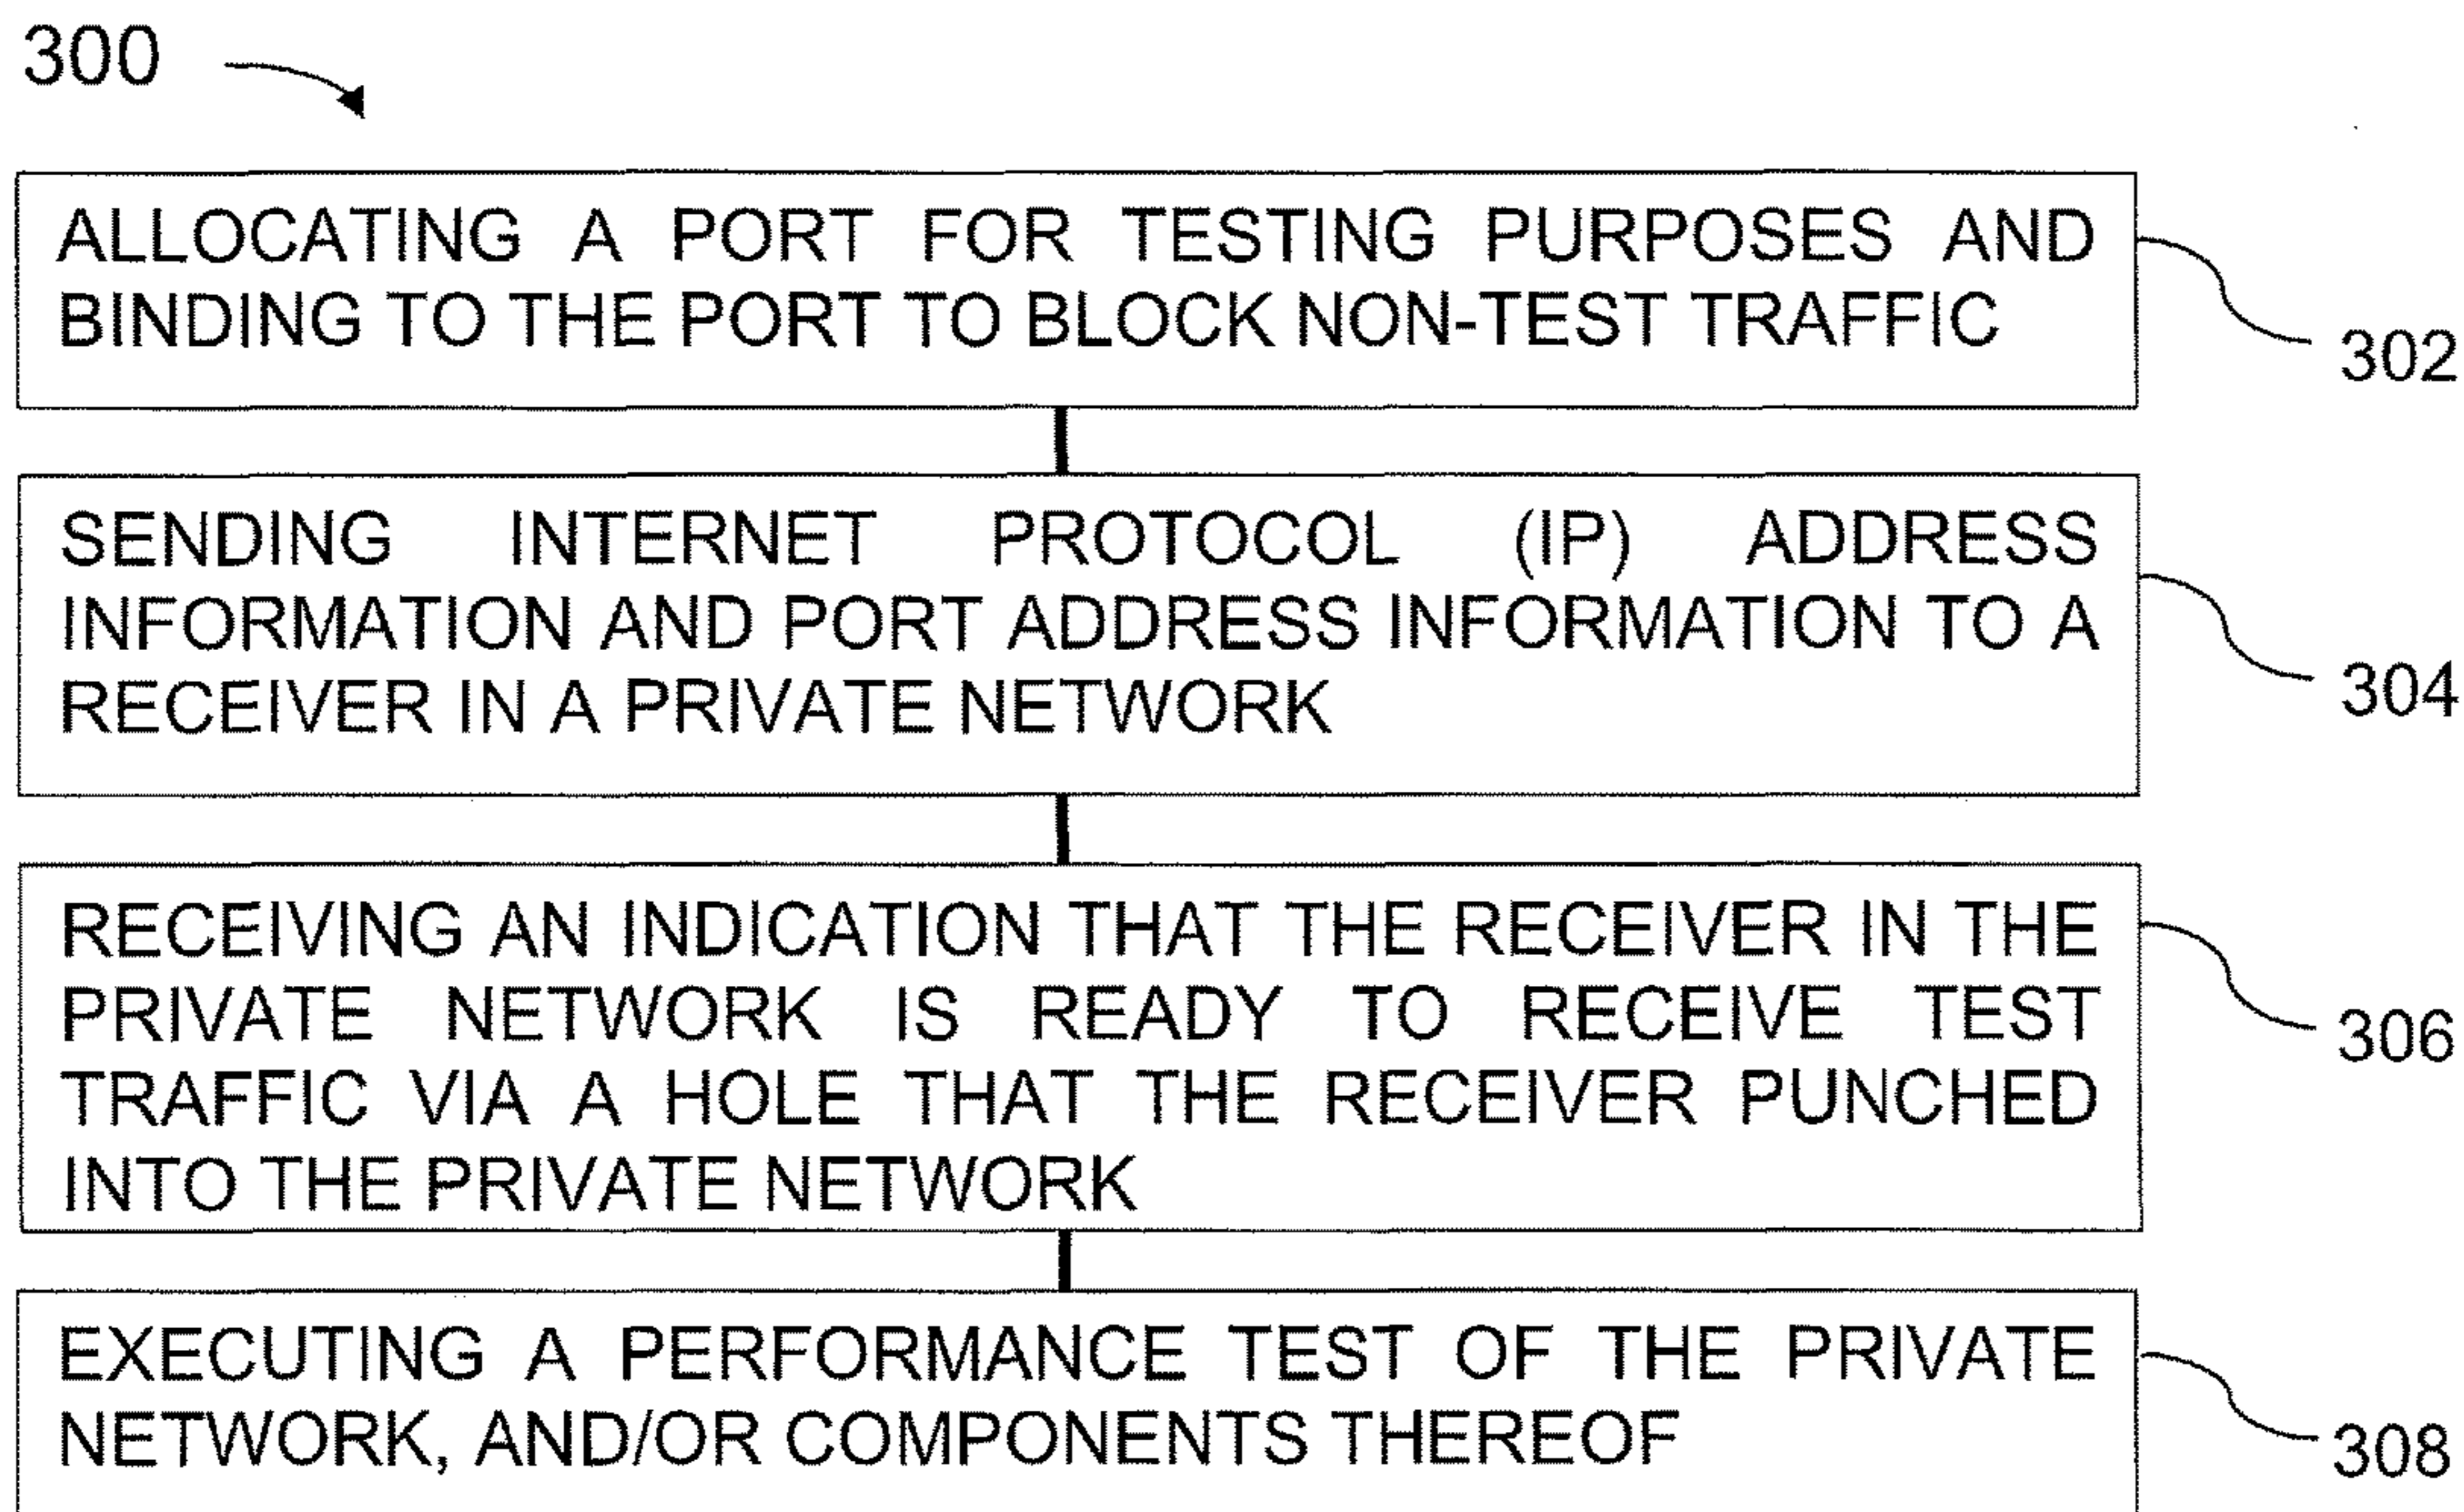 300
ALLOCATING A PORT FOR TESTING PURPOSES AND
BINDING TO THE PORT TO BLOCK NON-TEST TRAFFIC
302
SENDING INTERNET PROTOCOL (IP) ADDRESS
INFORMATION AND PORT ADDRESS INFORMATION TO A
RECEIVER IN A PRIVATE NETWORK
304
RECEIVING AN INDICATION THAT THE RECEIVER IN THE
PRIVATE NETWORK IS READY TO RECEIVE TEST
TRAFFIC VIA A HOLE THAT THE RECEIVER PUNCHED
INTO THE PRIVATE NETWORK
306
EXECUTING A PERFORMANCE TEST OF THE PRIVATE
NETWORK, AND/OR COMPONENTS THEREOF
308